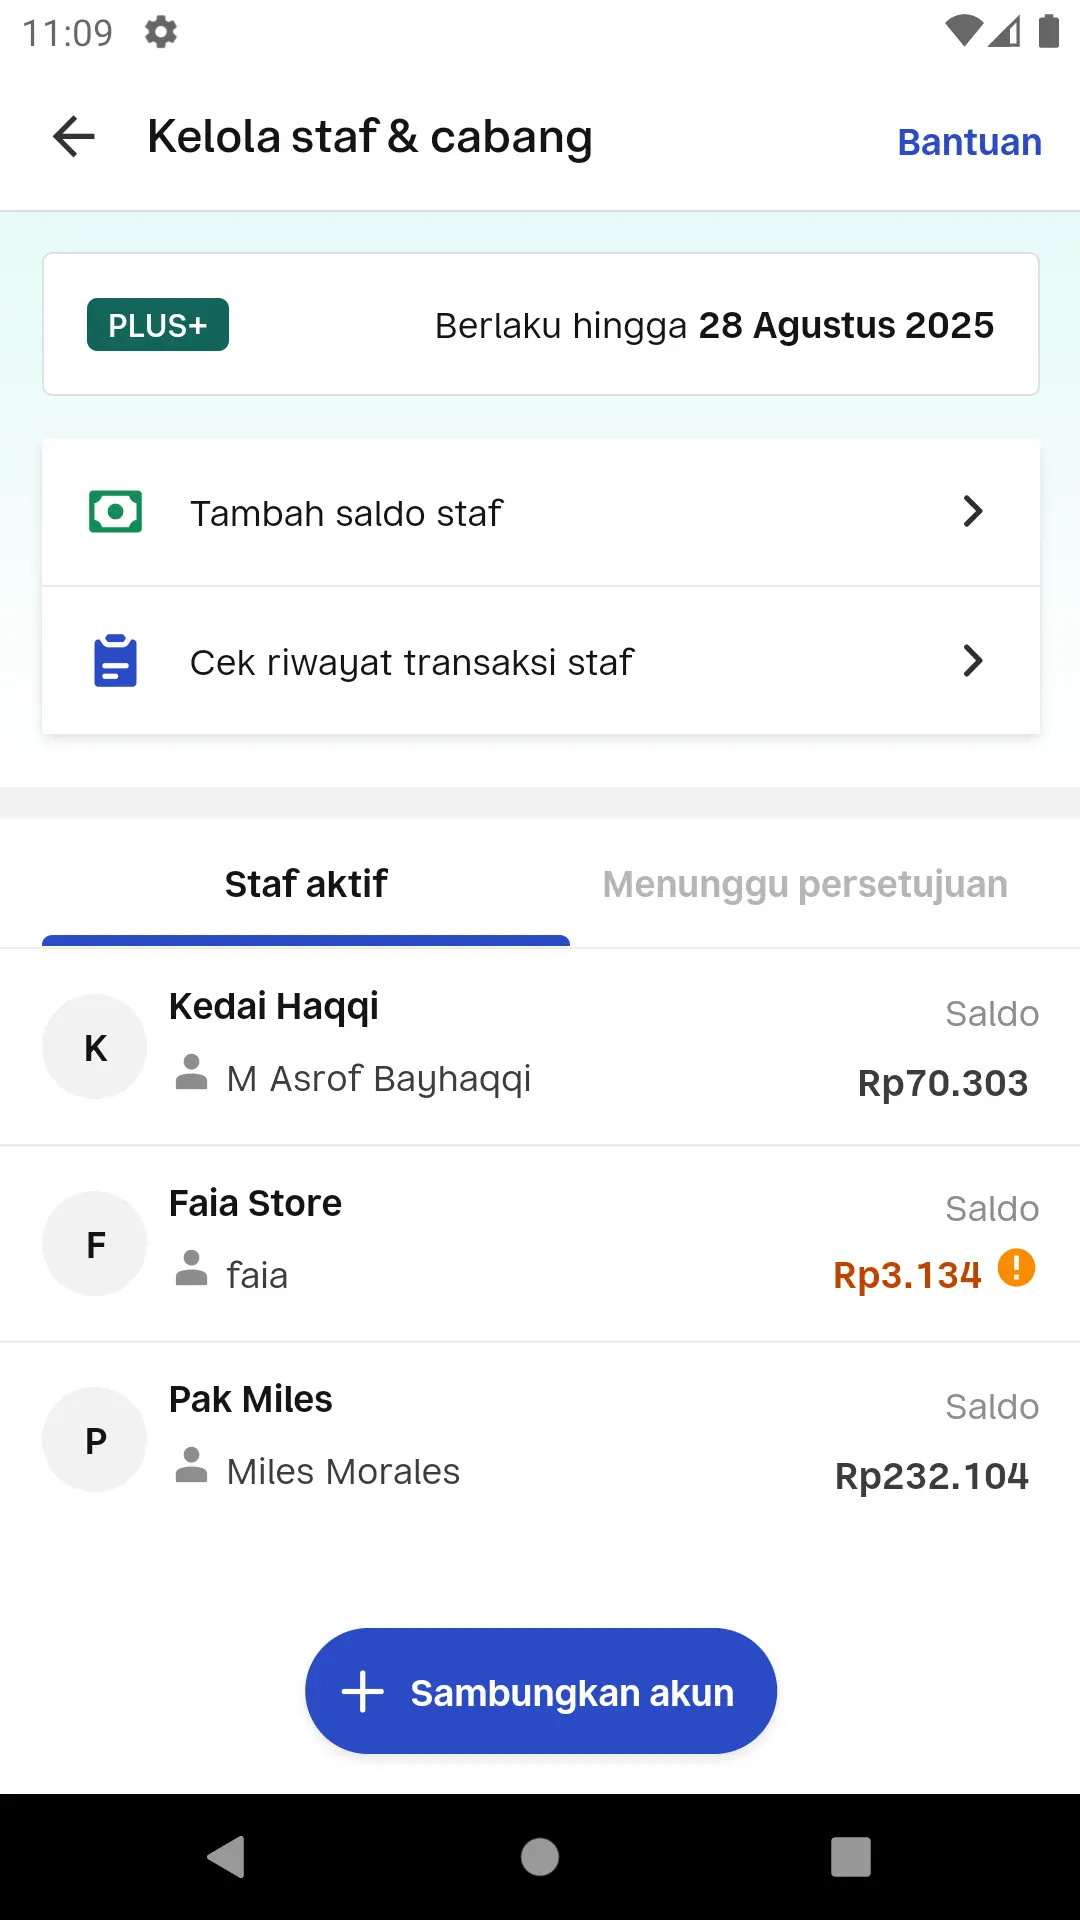 11:09
Kelola staf & cabang
Bantuan
PLUS+
Berlaku hingga 28 Agustus 2025
Tambah saldo staf
Cek riwayat transaksi staf
Staf aktif
Menunggu persetujuan
K
Kedai Haqqi
M Asrof Bayhaqqi
Saldo
Rp70.303
F
Faia Store
faia
Saldo
Rp3.134
P
Pak Miles
Miles Morales
Saldo
Rp232.104
Sambungkan akun